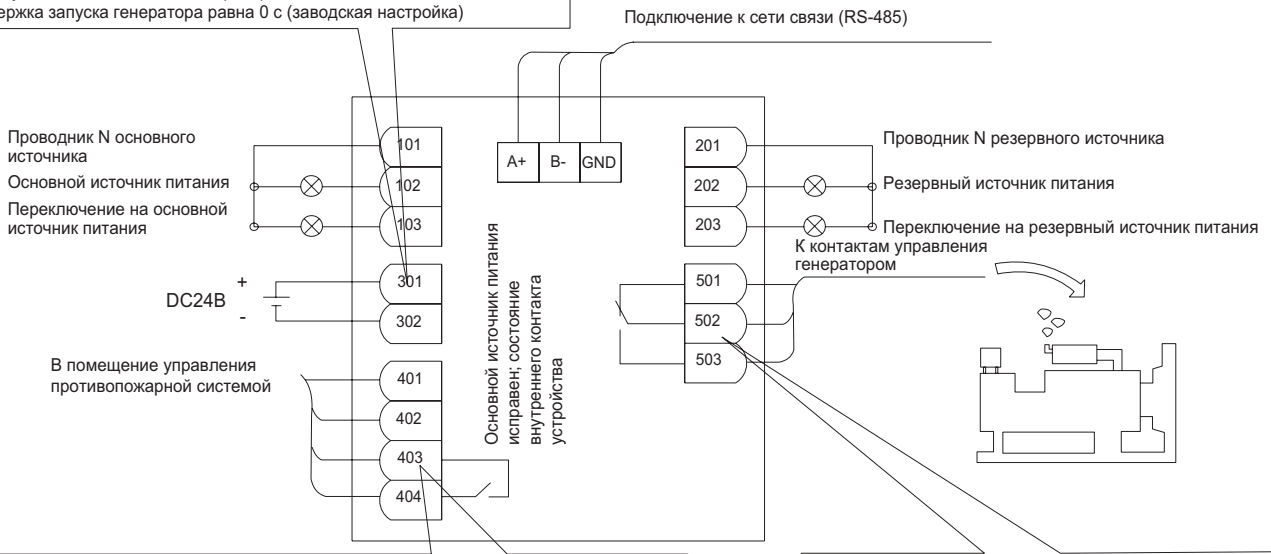 держка запуска генератора равна 0 с (заводская настройка)
Подключение к сети связи (RS-485)
Проводник N основного
источника
Основной источник питания
Переключение на основной
источник питания
101
102
103
A+ B- GND
201
202
203
Проводник N резервного источника
Резервный источник питания
Переключение на резервный источник питания
К контактам управления
генератором
DC24В
+
-
301
302
В помещение управления
противопожарной системой
401
402
403
404
Основной источник питания
исправен; состояние
внутреннего контакта
устройства
501
502
503